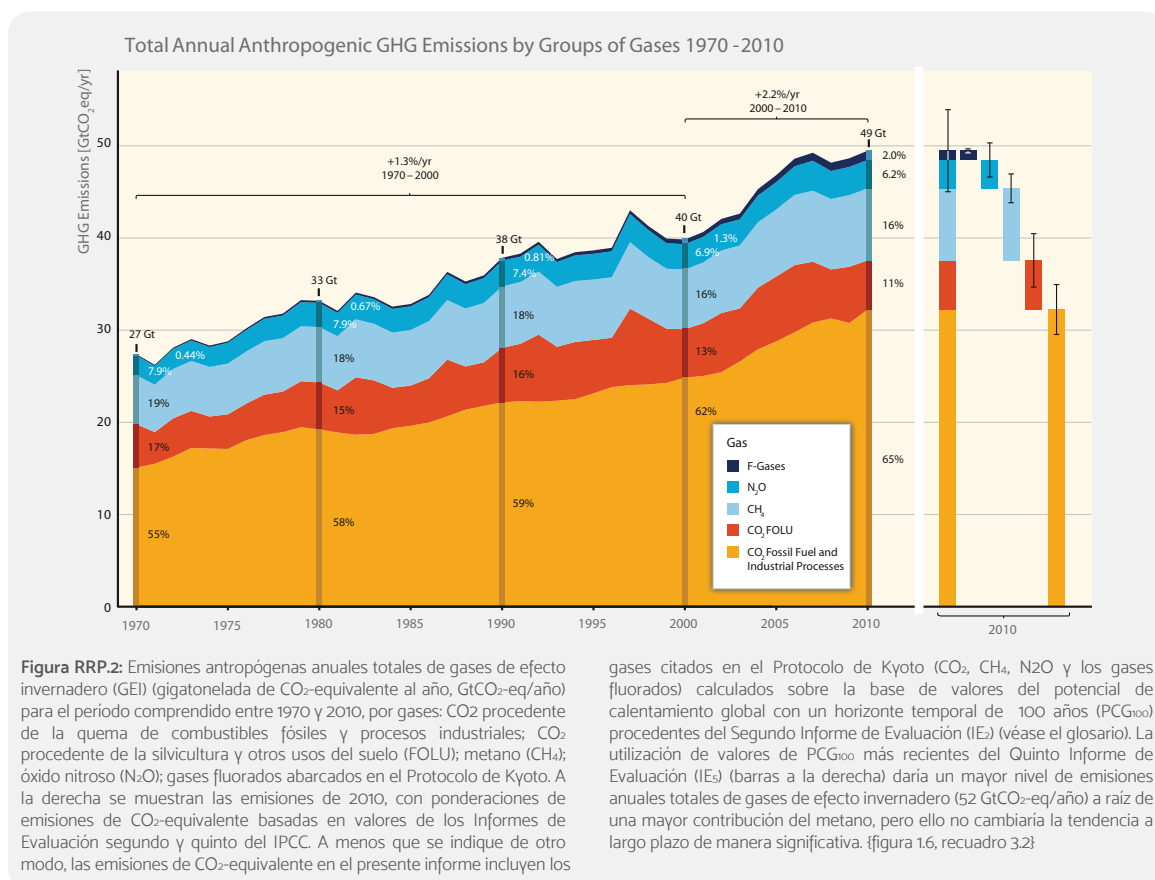 Total Annual Anthropogenic GHG Emissions by Groups of Gases 1970 - 2010
GHG Emissions [GtCO2eq/yr]
50
40
30
20
10
0
+1.3%/yr
1970 – 2000
+2.2%/yr
2000 – 2010
27 Gt
33 Gt
38 Gt
40 Gt
49 Gt
0.44%
7.9%
19%
17%
55%
0.67%
7.9%
18%
15%
58%
0.81%
7.4%
18%
16%
59%
1.3%
6.9%
16%
13%
62%
2.0%
6.2%
16%
11%
65%
Gas
F-Gases
N2O
CH4
CO2 FOLU
CO2 Fossil Fuel and
Industrial Processes
1970
1975
1980
1985
1990
1995
2000
2005
2010
2010
Figura RRP.2: Emisiones antropógenas anuales totales de gases de efecto
invernadero (GEI) (gigatonelada de CO2-equivalente al año, GtCO2-eq/año)
para el período comprendido entre 1970 y 2010, por gases: CO2 procedente
de la quema de combustibles fósiles y procesos industriales; CO2
procedente de la silvicultura y otros usos del suelo (FOLU); metano (CH4);
óxido nitroso (N2O); gases fluorados abarcados en el Protocolo de Kyoto. A
la derecha se muestran las emisiones de 2010, con ponderaciones de
emisiones de CO2-equivalente basadas en valores de los Informes de
Evaluación segundo y quinto del IPCC. A menos que se indique de otro
modo, las emisiones de CO2-equivalente en el presente informe incluyen los
gases citados en el Protocolo de Kyoto (CO2, CH4, N2O y los gases
fluorados) calculados sobre la base de valores del potencial de
calentamiento global con un horizonte temporal de 100 años (PCG100)
procedentes del Segundo Informe de Evaluación (IE2) (véase el glosario). La
utilización de valores de PCG100 más recientes del Quinto Informe de
Evaluación (IE5) (barras a la derecha) daría un mayor nivel de emisiones
anuales totales de gases de efecto invernadero (52 GtCO2-eq/año) a raíz de
una mayor contribución del metano, pero ello no cambiaría la tendencia a
largo plazo de manera significativa. {figura 1.6, recuadro 3.2}